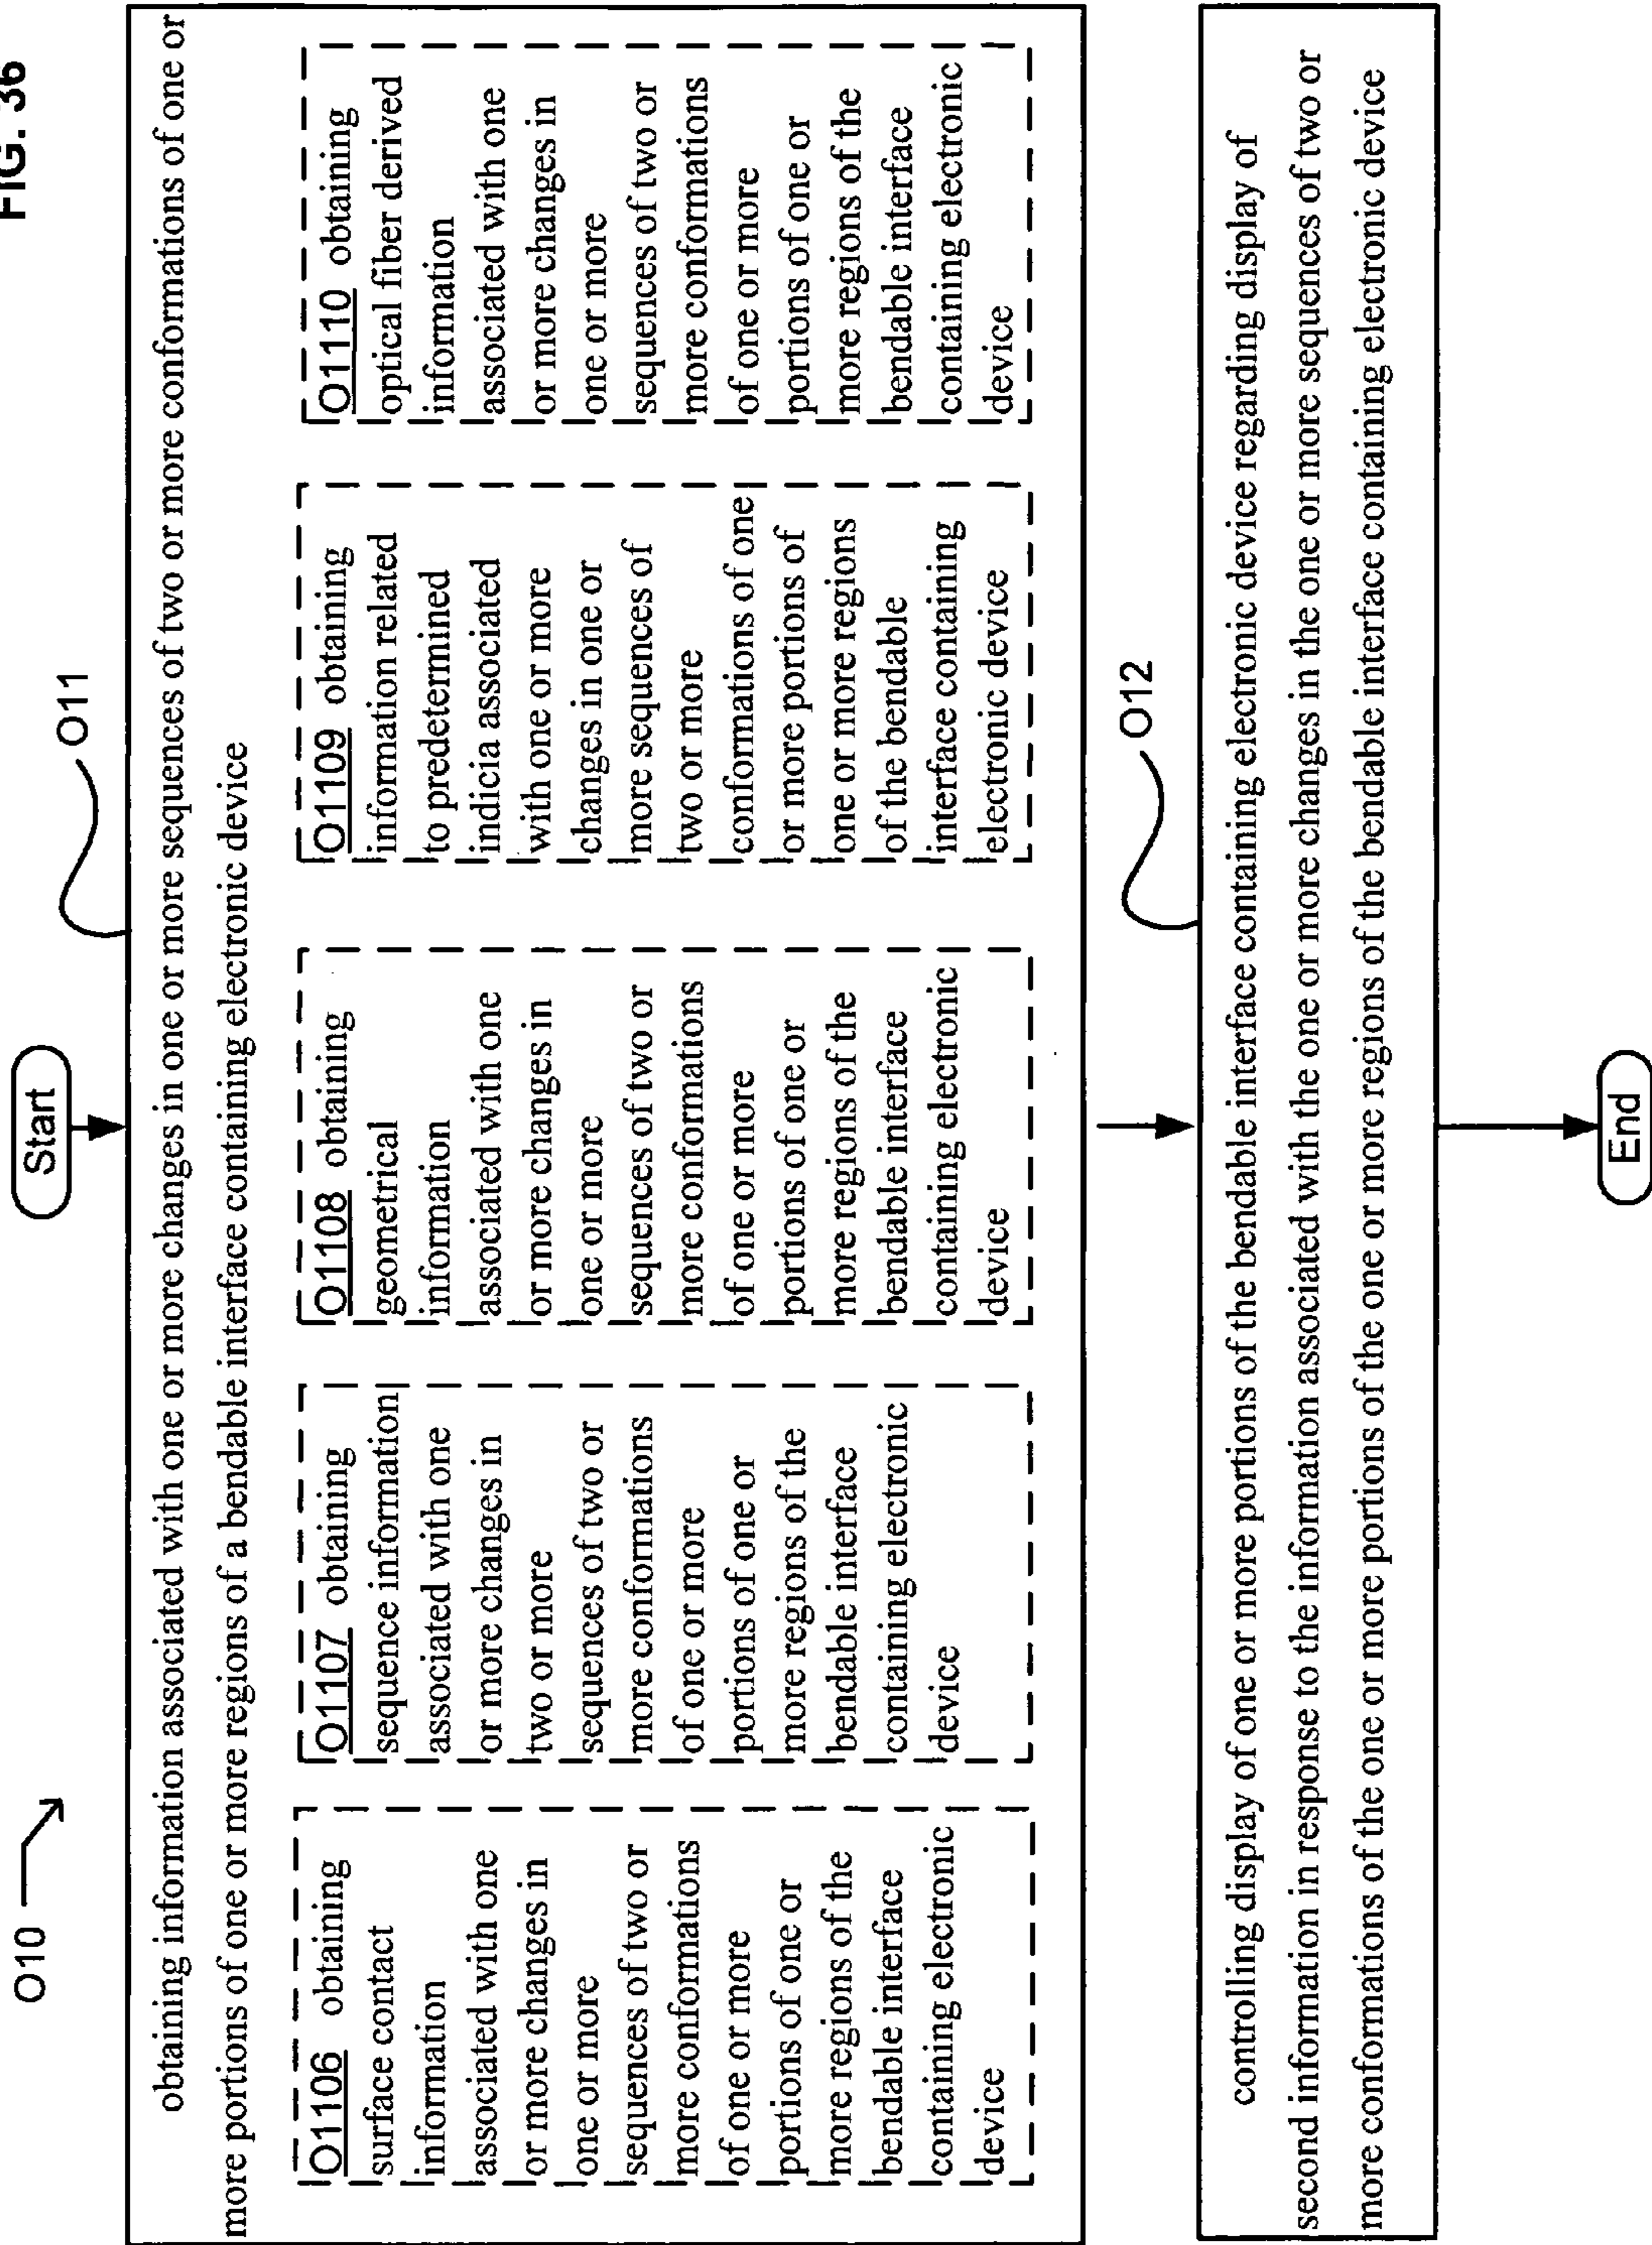 FIG. 36
O10
Start
O11
obtaining information associated with one or more changes in one or more sequences of two or more conformations of one or
more portions of one or more regions of a bendable interface containing electronic device
O1106 obtaining
surface contact
information
associated with one
or more changes in
one or more
sequences of two or
more conformations
of one or more
portions of one or
more regions of the
bendable interface
containing electronic
device
O1107 obtaining
sequence information
associated with one
or more changes in
two or more
sequences of two or
more conformations
of one or more
portions of one or
more regions of the
bendable interface
containing electronic
device
O1108 obtaining
geometrical
information
associated with one
or more changes in
one or more
sequences of two or
more conformations
of one or more
portions of one or
more regions of the
bendable interface
containing electronic
device
O1109 obtaining
information related
to predetermined
indicia associated
with one or more
changes in one or
more sequences of
two or more
conformations of one
or more portions of
one or more regions
of the bendable
interface containing
electronic device
O1110 obtaining
optical fiber derived
information
associated with one
or more changes in
one or more
sequences of two or
more conformations
of one or more
portions of one or
more regions of the
bendable interface
containing electronic
device
O12
controlling display of one or more portions of the bendable interface containing electronic device regarding display of
second information in response to the information associated with the one or more changes in the one or more sequences of two or
more conformations of the one or more portions of the one or more regions of the bendable interface containing electronic device
End